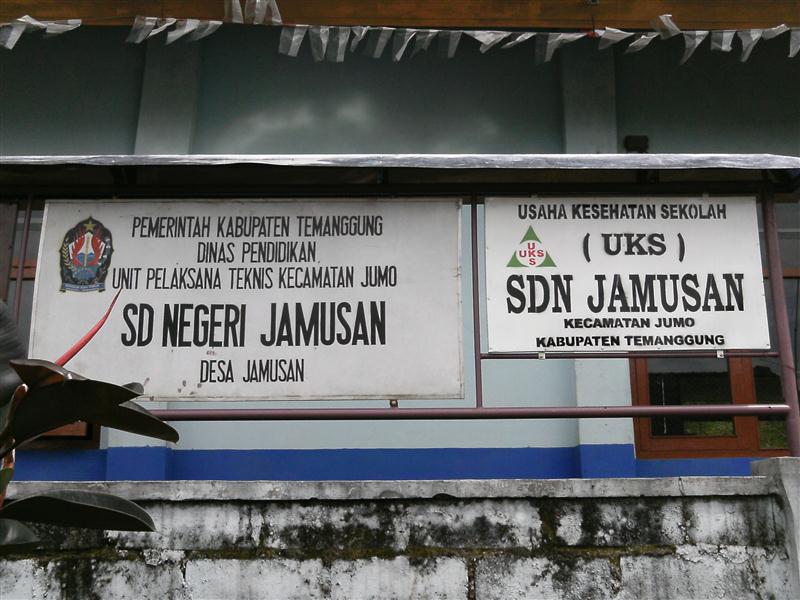 PEMERINTAH KABUPATEN TEMANGGUNG
DINAS PENDIDIKAN
UNIT PELAKSANA TEKNIS KECAMATAN JUMO
SD NEGERI JAMUSAN
DESA JAMUSAN
USAHA KESEHATAN SEKOLAH
( UKS )
U
UKS
S
SDN JAMUSAN
KECAMATAN JUMO
KABUPATEN TEMANGGUNG